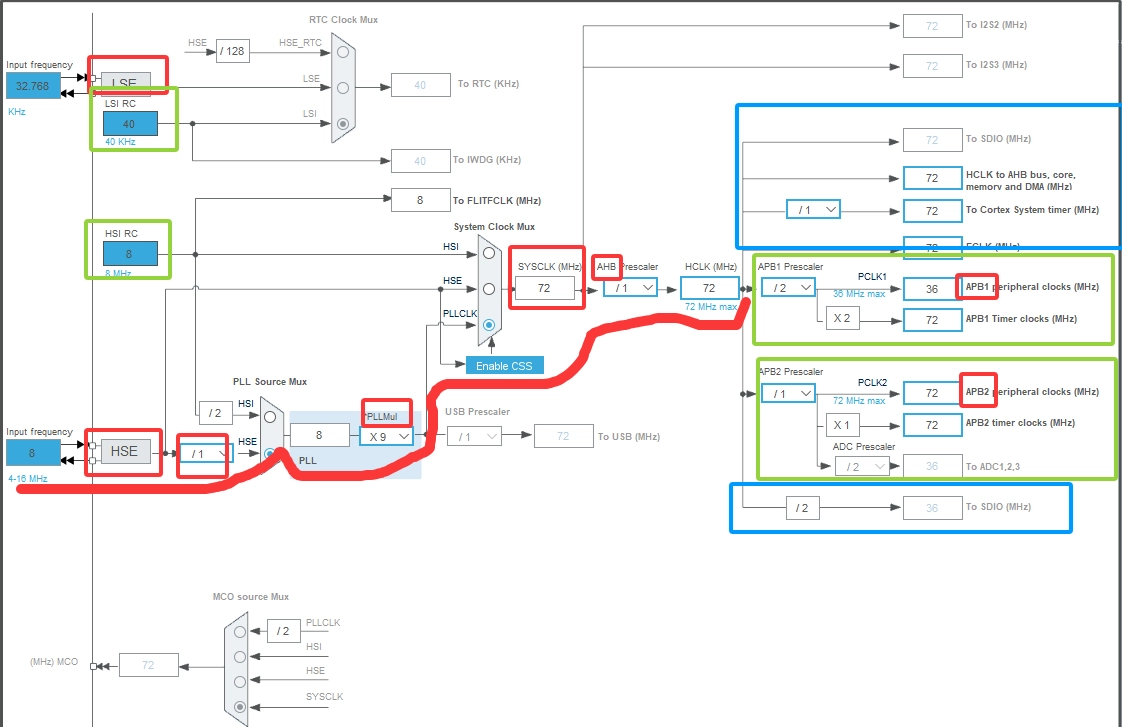 RTC Clock Mux
72
To I2S2 (MHz)
HSE
/ 128
HSE_RTC
Input frequency
72
To I2S3 (MHz)
32.768
LSE
LSE
40
To RTC (KHz)
KHz
LSI RC
LSI
40
40 KHz
72
To SDIO (MHz)
40
To IWDG (KHz)
72
HCLK to AHB bus, core,
memory and DMA (MHz)
8
To FLITFCLK (MHz)
/ 1
72
To Cortex System timer (MHz)
System Clock Mux
HSI RC
HSI
72
FCLK (MHz)
8
8 MHz
SYSCLK (MHz)
AHB Prescaler
HCLK (MHz)
APB1 Prescaler
HSE
72
/ 1
72
/ 2
PCLK1
36
APB1 peripheral clocks (MHz)
36 MHz max
72 MHz max
PLLCLK
X 2
72
APB1 Timer clocks (MHz)
Enable CSS
PLL Source Mux
APB2 Prescaler
PCLK2
/ 1
72
APB2 peripheral clocks (MHz)
72 MHz max
/ 2
HSI
*PLLMul
USB Prescaler
X 1
72
APB2 timer clocks (MHz)
Input frequency
HSE
8
X 9
/ 1
72
To USB (MHz)
8
HSE
/ 1
PLL
ADC Prescaler
/ 2
36
To ADC1,2,3
4-16 MHz
/ 2
36
To SDIO (MHz)
MCO source Mux
/ 2
PLLCLK
HSI
(MHz) MCO
72
HSE
SYSCLK